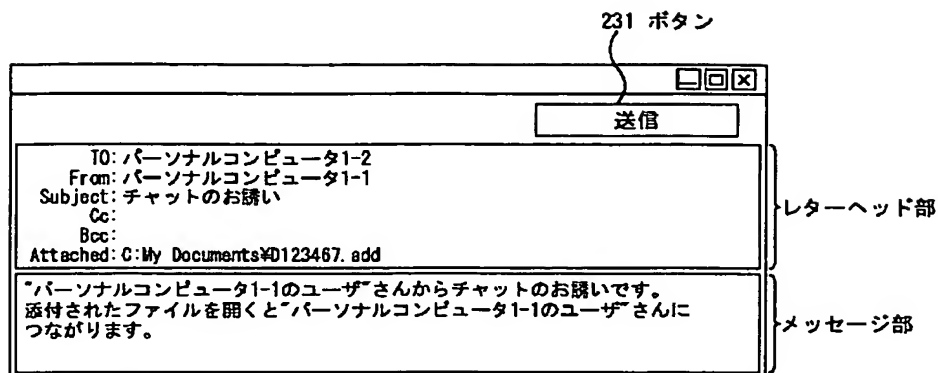 231 ボタン
送信
TO: パーソナルコンピュータ1-2
From: パーソナルコンピュータ1-1
Subject: チャットのお誘い
Cc:
Bcc:
Attached: C:My Documents¥D123467.add
レターヘッド部
"パーソナルコンピュータ1-1のユーザ"さんからチャットのお誘いです。
添付されたファイルを開くと"パーソナルコンピュータ1-1のユーザ"さんに
つながります。
メッセージ部